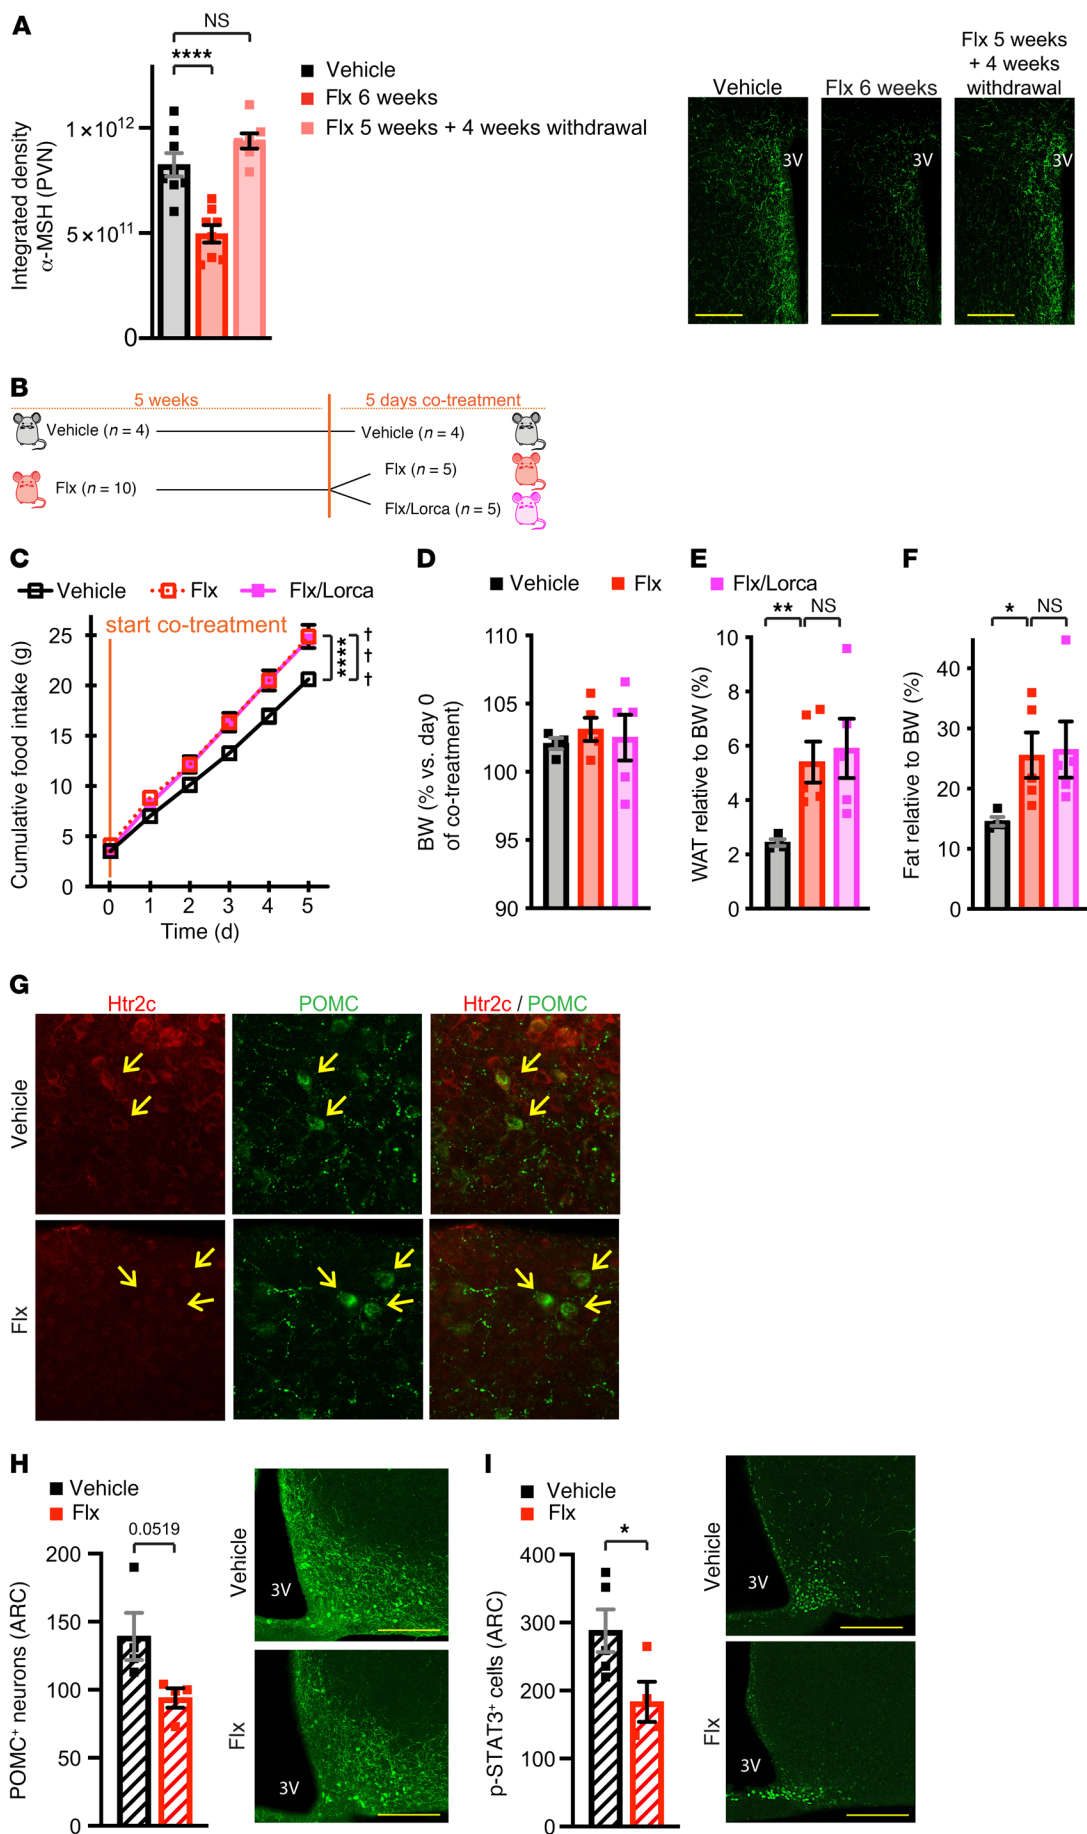 A
NS
****
Vehicle
Flx 6 weeks
Flx 5 weeks + 4 weeks withdrawal
Integrated density
α-MSH (PVN)
1×10¹²
5×10¹¹
0
Vehicle
Flx 6 weeks
Flx 5 weeks
+ 4 weeks
withdrawal
3V
3V
3V
B
5 weeks
5 days co-treatment
Vehicle (n = 4)
Vehicle (n = 4)
Flx (n = 10)
Flx (n = 5)
Flx/Lorca (n = 5)
C
Vehicle
Flx
Flx/Lorca
start co-treatment
Cumulative food intake (g)
25
20
15
10
5
0
0 1 2 3 4 5
Time (d)
****
†††
D
Vehicle
Flx
Flx/Lorca
BW (% vs. day 0
of co-treatment)
110
105
100
95
90
E
**
NS
WAT relative to BW (%)
10
8
6
4
2
0
F
*
NS
Fat relative to BW (%)
40
30
20
10
0
G
Htr2c
POMC
Htr2c / POMC
Vehicle
Flx
H
Vehicle
Flx
0.0519
POMC⁺ neurons (ARC)
200
150
100
50
0
Vehicle
3V
Flx
3V
I
Vehicle
Flx
*
p-STAT3⁺ cells (ARC)
400
300
200
100
0
Vehicle
3V
Flx
3V